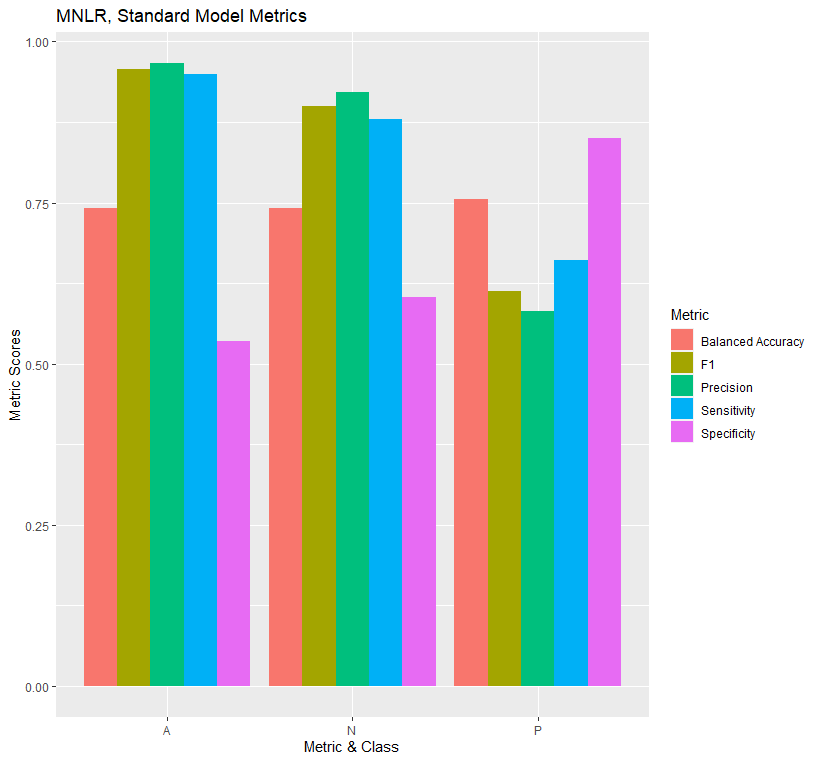 MNLR, Standard Model Metrics
1.00
0.75
0.50
0.25
0.00
Metric Scores
A N P
Metric & Class
Metric
Balanced Accuracy
F1
Precision
Sensitivity
Specificity